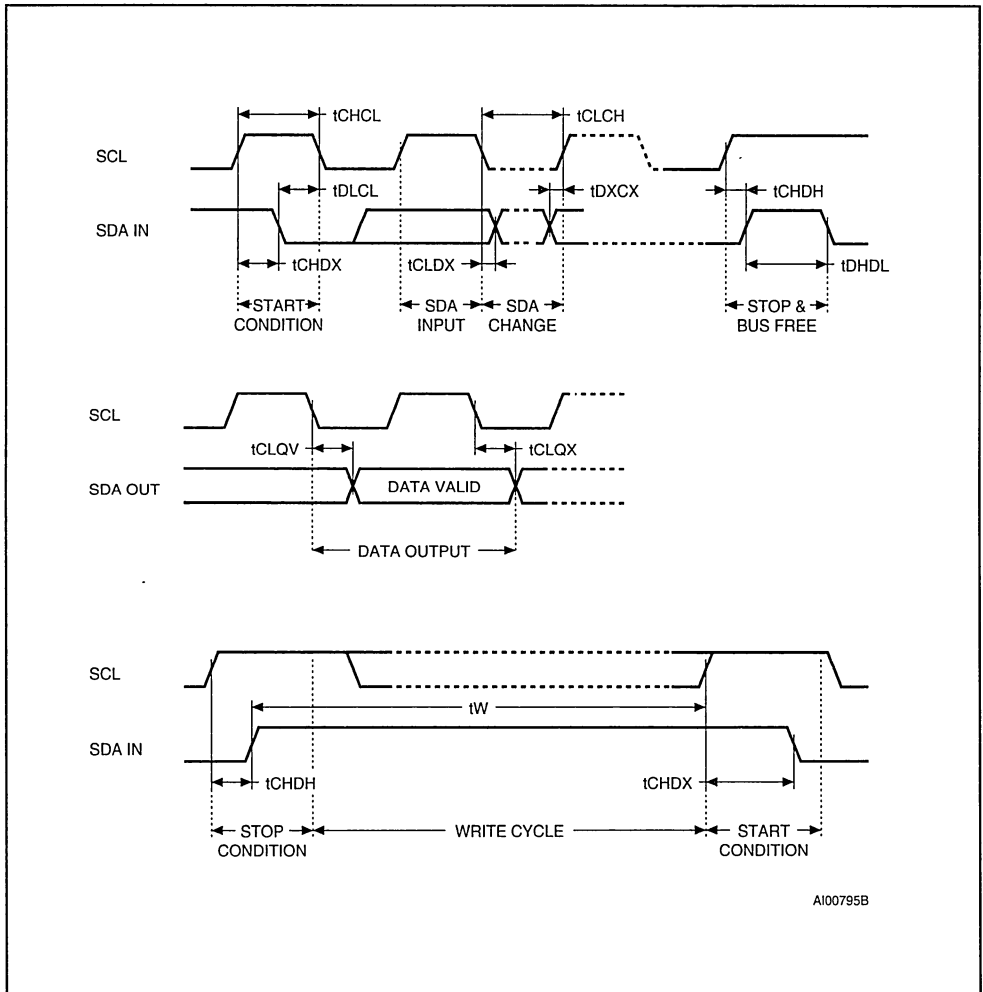 tCHCL
tCLCH
SCL
tDLCL
tDXCX
tCHDH
SDA IN
tCHDX
tCLDX
tDHDL
START
CONDITION
SDA
INPUT
SDA
CHANGE
STOP &
BUS FREE
SCL
tCLQV
tCLQX
SDA OUT
DATA VALID
DATA OUTPUT
SCL
tW
SDA IN
tCHDH
tCHDX
STOP
CONDITION
WRITE CYCLE
START
CONDITION
AI00795B